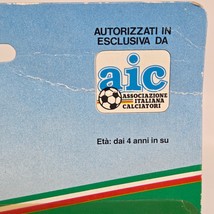 AUTORIZZATI IN
ESCLUSIVA DA
aic
ASSOCIAZIONE
ITALIANA
CALCIATORI
Età: dai 4 anni in su